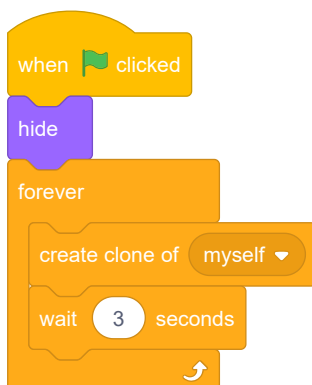 when clicked
hide
forever
create clone of myself
wait 3 seconds